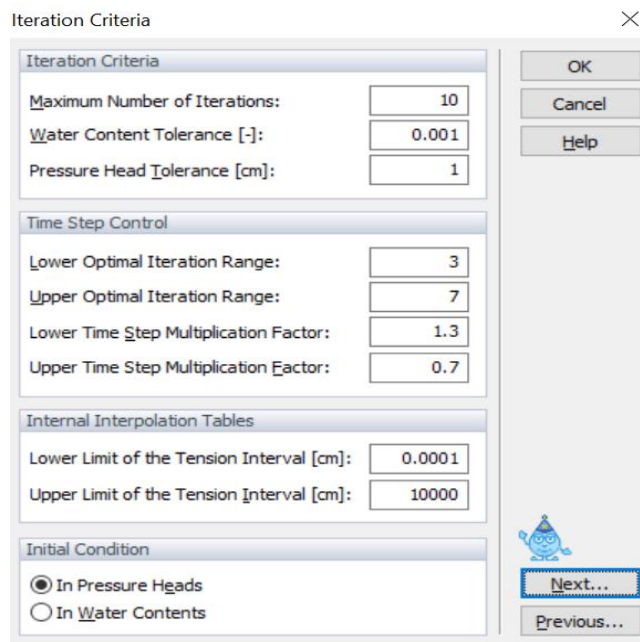 Iteration Criteria
Iteration Criteria
OK
Maximum Number of Iterations: 10
Cancel
Water Content Tolerance [-]: 0.001
Help
Pressure Head Tolerance [cm]: 1
Time Step Control
Lower Optimal Iteration Range: 3
Upper Optimal Iteration Range: 7
Lower Time Step Multiplication Factor: 1.3
Upper Time Step Multiplication Factor: 0.7
Internal Interpolation Tables
Lower Limit of the Tension Interval [cm]: 0.0001
Upper Limit of the Tension Interval [cm]: 10000
Initial Condition
In Pressure Heads
Next...
In Water Contents
Previous...